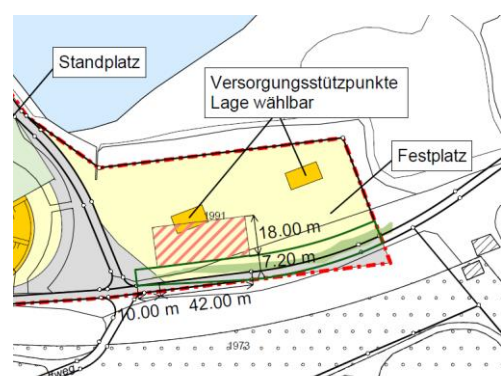 Standplatz
Versorgungsstützpunkte
Lage wählbar
Festplatz
1991
18.00 m
7.20 m
10.00 m
42.00 m
1973